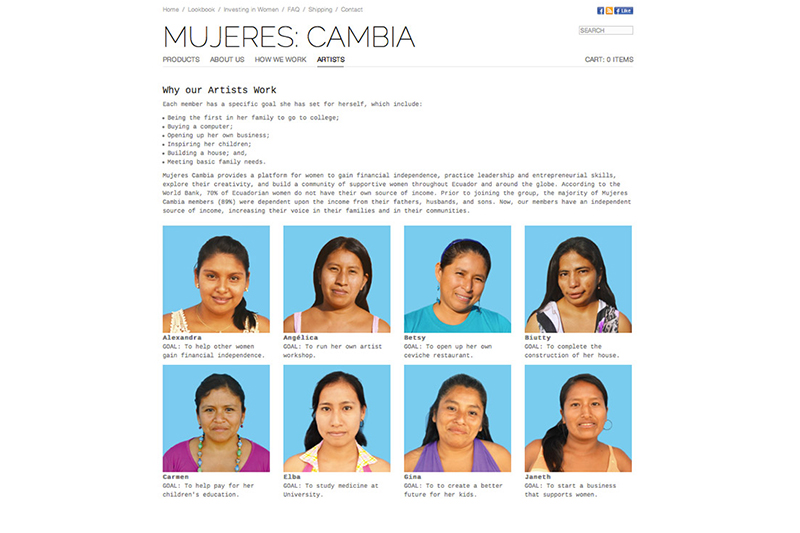 Home / Lookbook / Investing in Women / FAQ / Shipping / Contact
Like
MUJERES: CAMBIA
SEARCH
PRODUCTS ABOUT US HOW WE WORK ARTISTS CART: 0 ITEMS
Why our Artists Work
Each member has a specific goal she has set for herself, which include:
• Being the first in her family to go to college;
• Buying a computer;
• Opening up her own business;
• Inspiring her children;
• Building a house; and,
• Meeting basic family needs.
Mujeres Cambia provides a platform for women to gain financial independence, practice leadership and entrepreneurial skills,
explore their creativity, and build a community of supportive women throughout Ecuador and around the globe. According to the
World Bank, 70% of Ecuadorian women do not have their own source of income. Prior to joining the group, the majority of Mujeres
Cambia members (89%) were dependent upon the income from their fathers, husbands, and sons. Now, our members have an independent
source of income, increasing their voice in their families and in their communities.
Alexandra
GOAL: To help other women
gain financial independence.
Angélica
GOAL: To run her own artist
workshop.
Betsy
GOAL: To open up her own
ceviche restaurant.
Biutty
GOAL: To complete the
construction of her house.
Carmen
GOAL: To help pay for her
children's education.
Elba
GOAL: To study medicine at
University.
Gina
GOAL: To to create a better
future for her kids.
Janeth
GOAL: To start a business
that supports women.